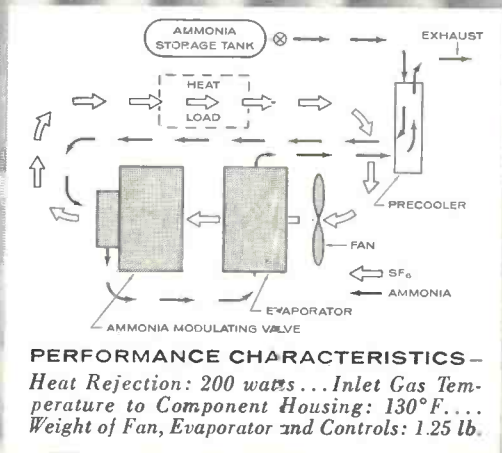 AMMONIA
STORAGE TANK
EXHAUST
HEAT
LOAD
PRECOOLER
FAN
SF₆
AMMONIA
EVAPORATOR
AMMONIA MODULATING VALVE
PERFORMANCE CHARACTERISTICS –
Heat Rejection: 200 watts...Inlet Gas Tem-
perature to Component Housing: 130°F....
Weight of Fan, Evaporator and Controls: 1.25 lb.